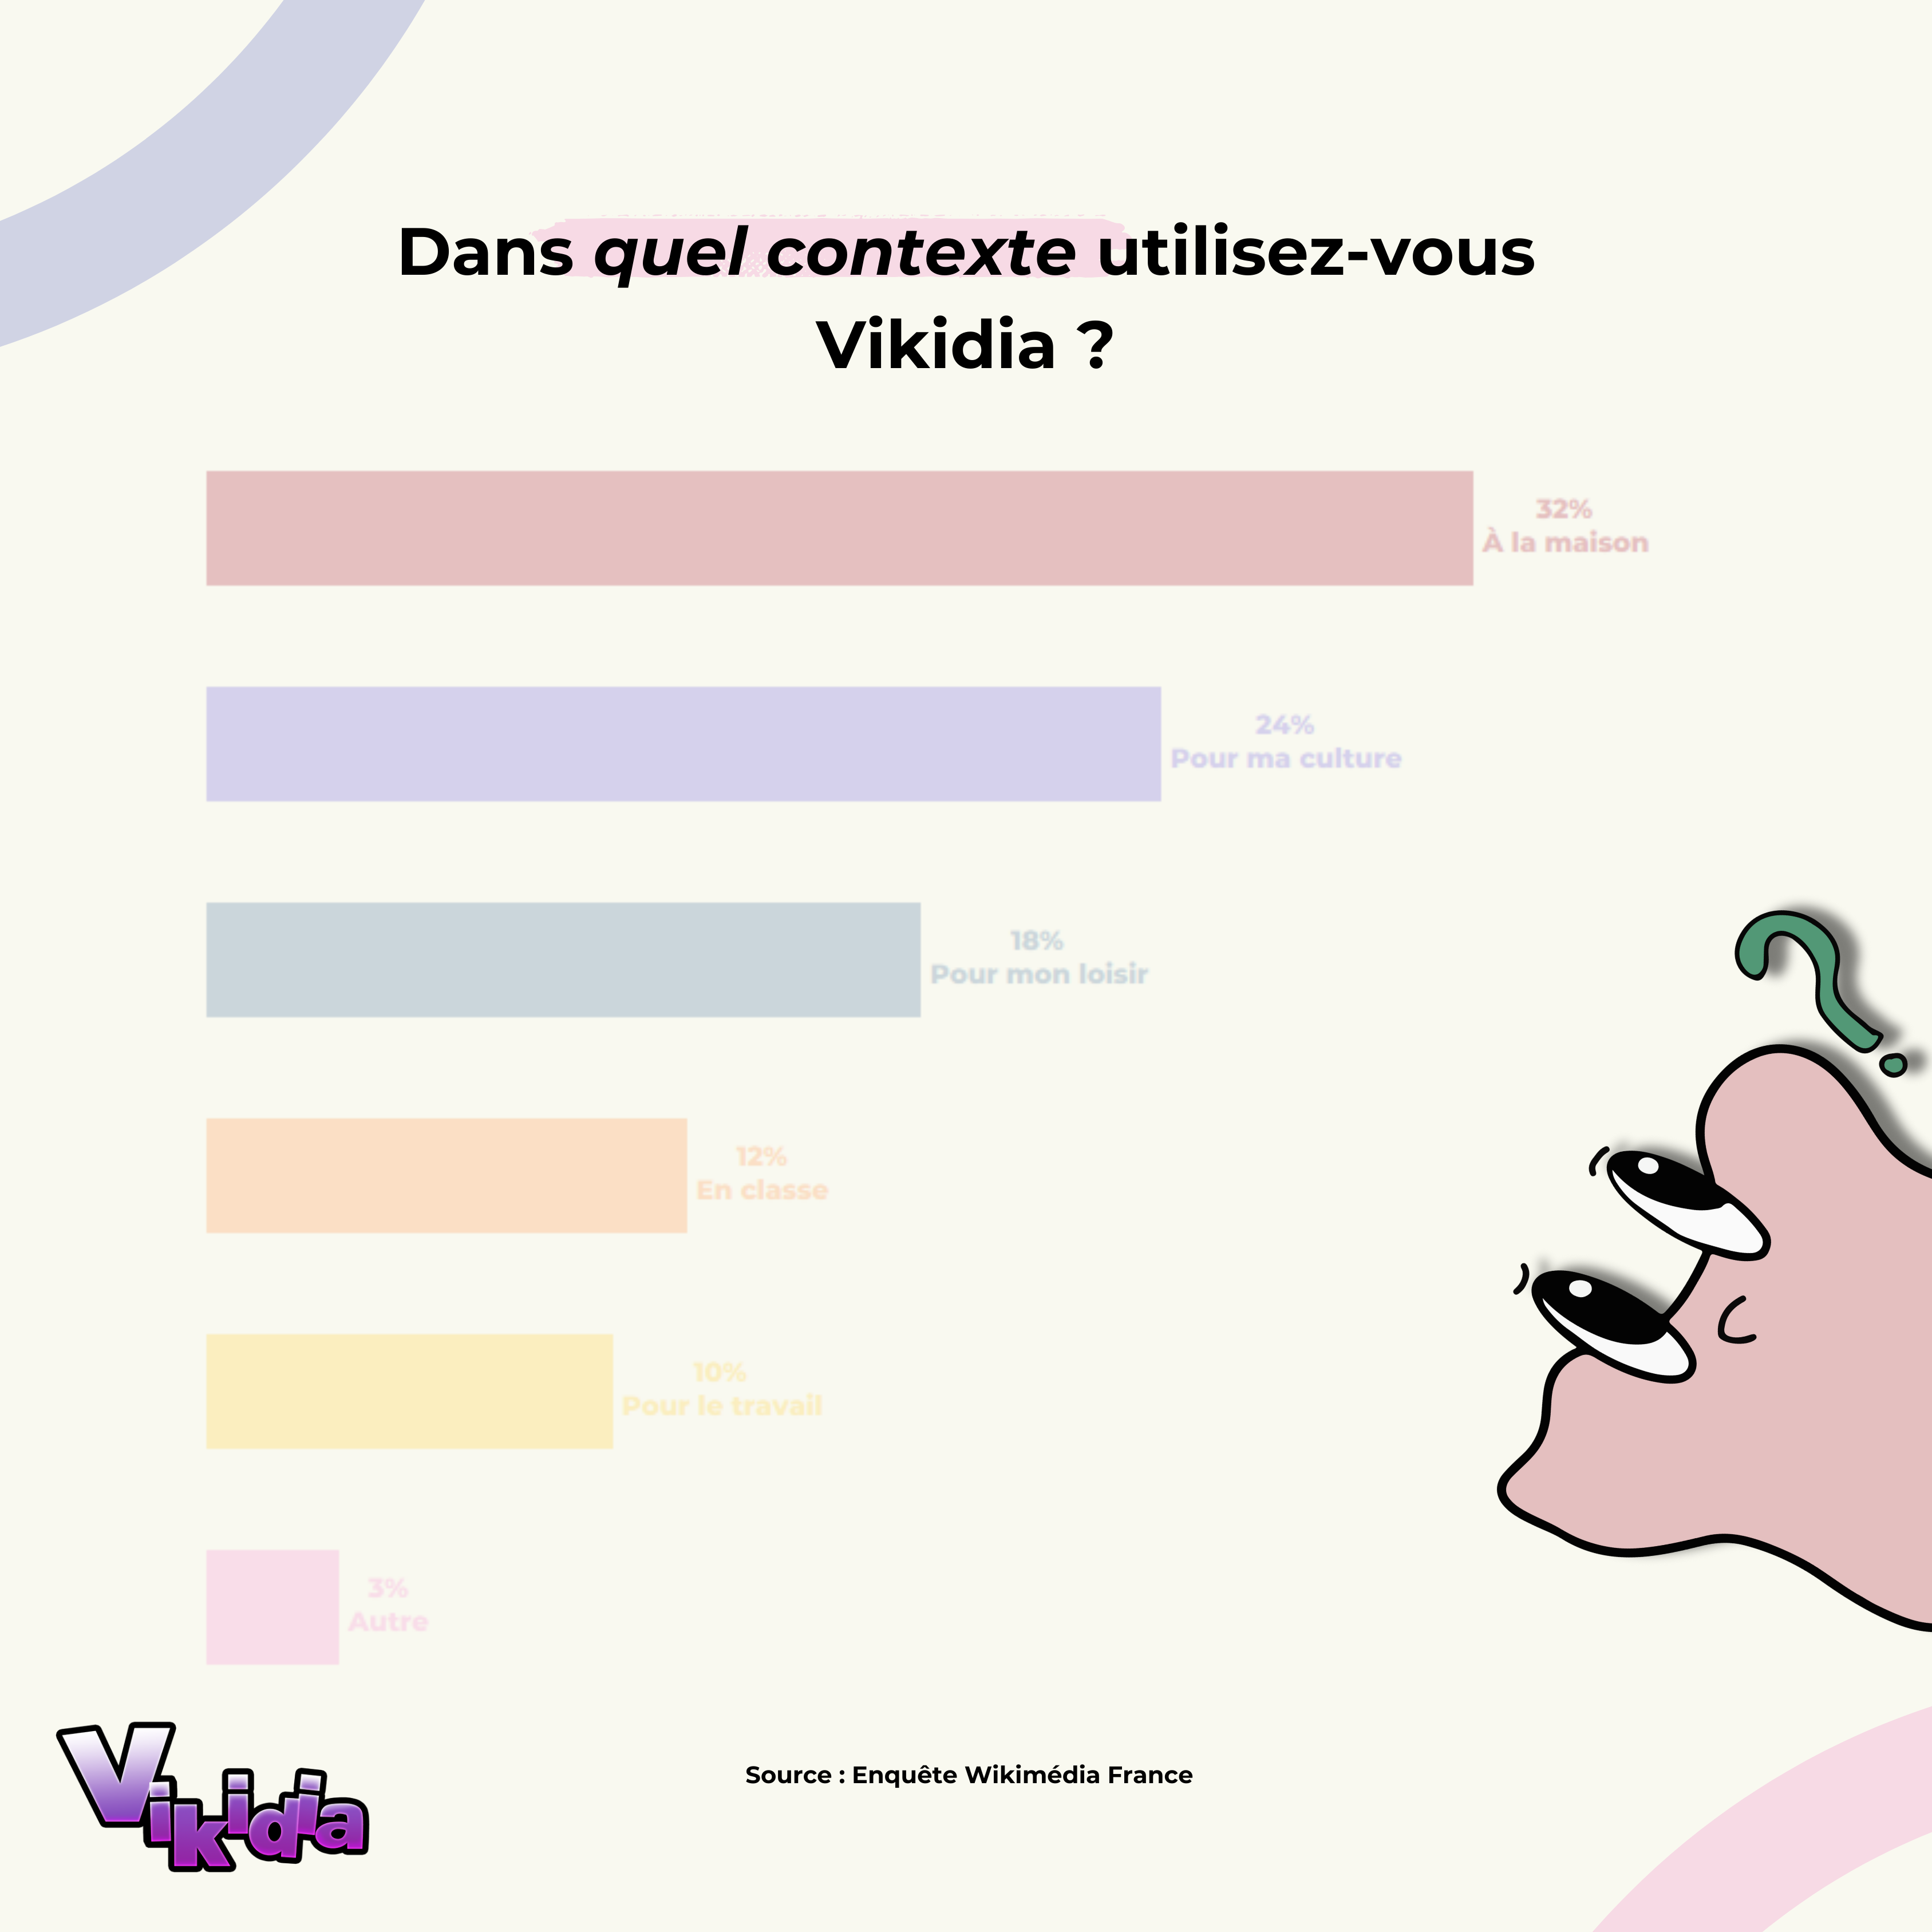 Dans quel contexte utilisez-vous
Vikidia ?
32%
À la maison
24%
Pour ma culture
18%
Pour mon loisir
12%
En classe
10%
Pour le travail
3%
Autre
Vikidia
Source : Enquête Wikimédia France